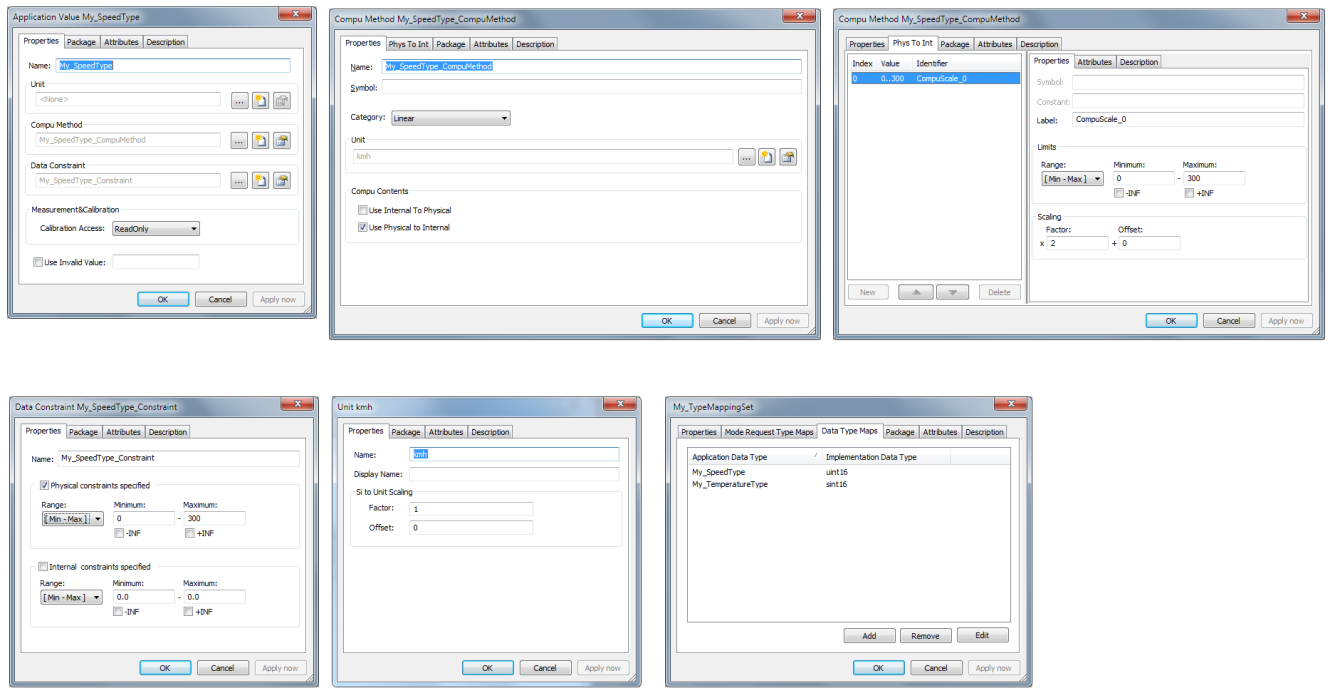 Application Value My_SpeedType
Properties Package Attributes Description
Name: My_SpeedType
Unit
<None>
...
Compu Method
My_SpeedType_CompuMethod
...
Data Constraint
My_SpeedType_Constraint
...
Measurement&Calibration
Calibration Access: ReadOnly
Use Invalid Value:
OK Cancel Apply now
Compu Method My_SpeedType_CompuMethod
Properties Phys To Int Package Attributes Description
Name: My_SpeedType_CompuMethod
Symbol:
Category: Linear
Unit
kmh
...
Compu Contents
Use Internal To Physical
Use Physical to Internal
OK Cancel Apply now
Compu Method My_SpeedType_CompuMethod
Properties Phys To Int Package Attributes Description
Index Value Identifier
0 0..300 CompuScale_0
New Delete
Properties Attributes Description
Symbol:
Constant:
Label: CompuScale_0
Limits
Range: Minimum: Maximum:
[ Min - Max ] 0 - 300
-INF +INF
Scaling
Factor: Offset:
x 2 + 0
OK Cancel Apply now
Data Constraint My_SpeedType_Constraint
Properties Package Attributes Description
Name: My_SpeedType_Constraint
Physical constraints specified
Range: Minimum: Maximum:
[ Min - Max ] 0 - 300
-INF +INF
Internal constraints specified
Range: Minimum: Maximum:
[ Min - Max ] 0.0 - 0.0
-INF +INF
OK Cancel Apply now
Unit kmh
Properties Package Attributes Description
Name: kmh
Display Name:
Si to Unit Scaling
Factor: 1
Offset: 0
OK Cancel Apply now
My_TypeMappingSet
Properties Mode Request Type Maps Data Type Maps Package Attributes Description
Application Data Type Implementation Data Type
My_SpeedType uint16
My_TemperatureType sint16
Add Remove Edit
OK Cancel Apply now